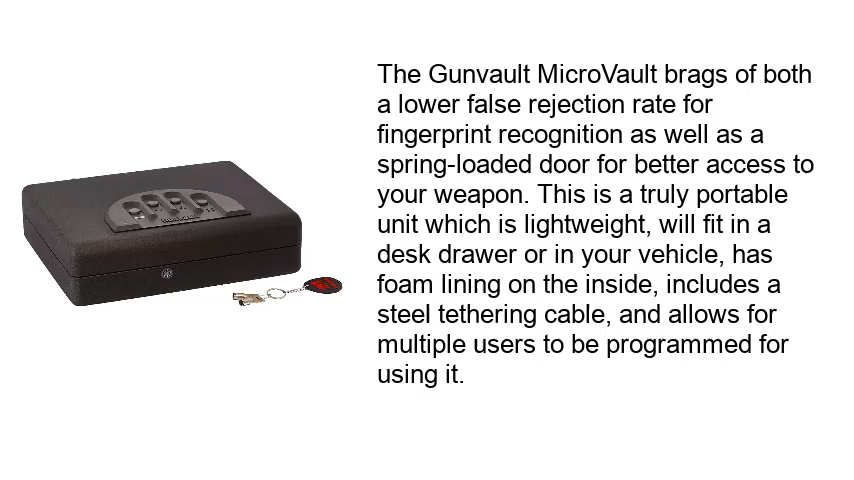 The Gunvault MicroVault brags of both
a lower false rejection rate for
fingerprint recognition as well as a
spring-loaded door for better access to
your weapon. This is a truly portable
unit which is lightweight, will fit in a
desk drawer or in your vehicle, has
foam lining on the inside, includes a
steel tethering cable, and allows for
multiple users to be programmed for
using it.